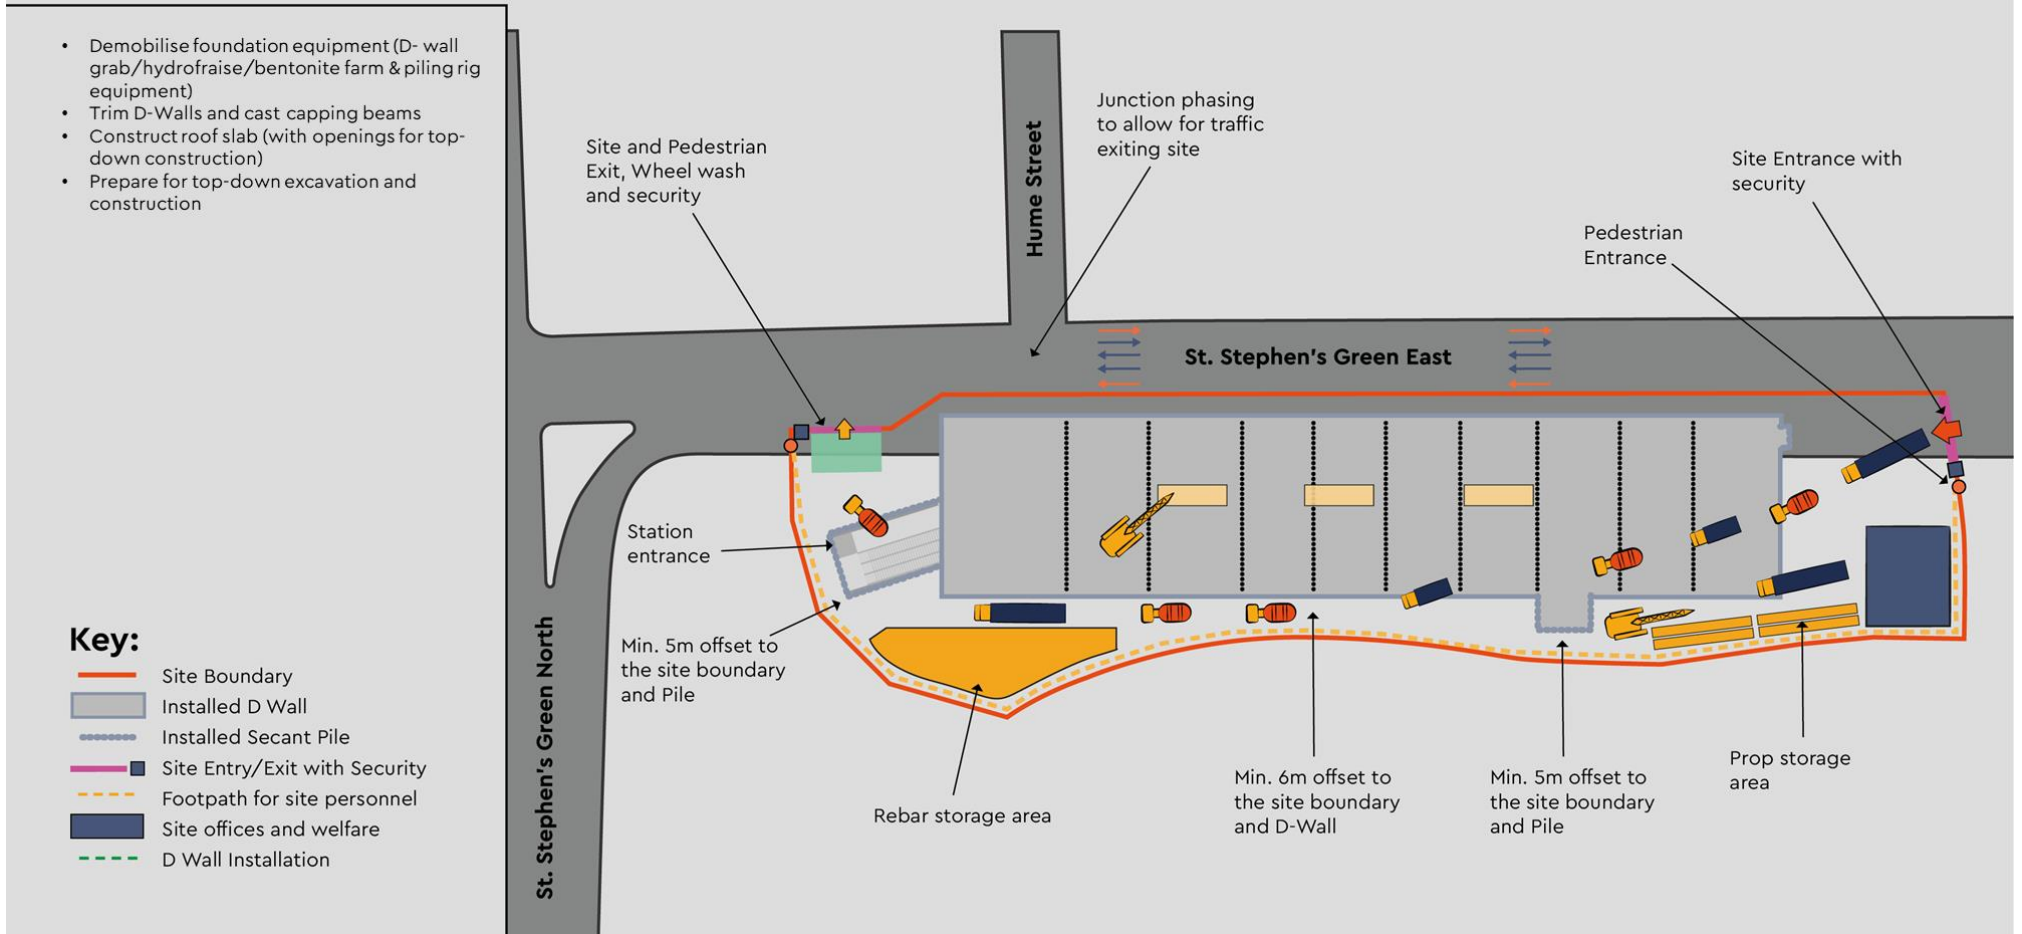 • Demobilise foundation equipment (D- wall
grab/hydrofraise/bentonite farm & piling rig
equipment)
• Trim D-Walls and cast capping beams
• Construct roof slab (with openings for top-
down construction)
• Prepare for top-down excavation and
construction
Site and Pedestrian
Exit, Wheel wash
and security
Hume Street
Junction phasing
to allow for traffic
exiting site
Site Entrance with
security
Pedestrian
Entrance
St. Stephen's Green East
Station
entrance
Min. 5m offset to
the site boundary
and Pile
St. Stephen's Green North
Rebar storage area
Min. 6m offset to
the site boundary
and D-Wall
Min. 5m offset to
the site boundary
and Pile
Prop storage
area
Key:
Site Boundary
Installed D Wall
Installed Secant Pile
Site Entry/Exit with Security
Footpath for site personnel
Site offices and welfare
D Wall Installation